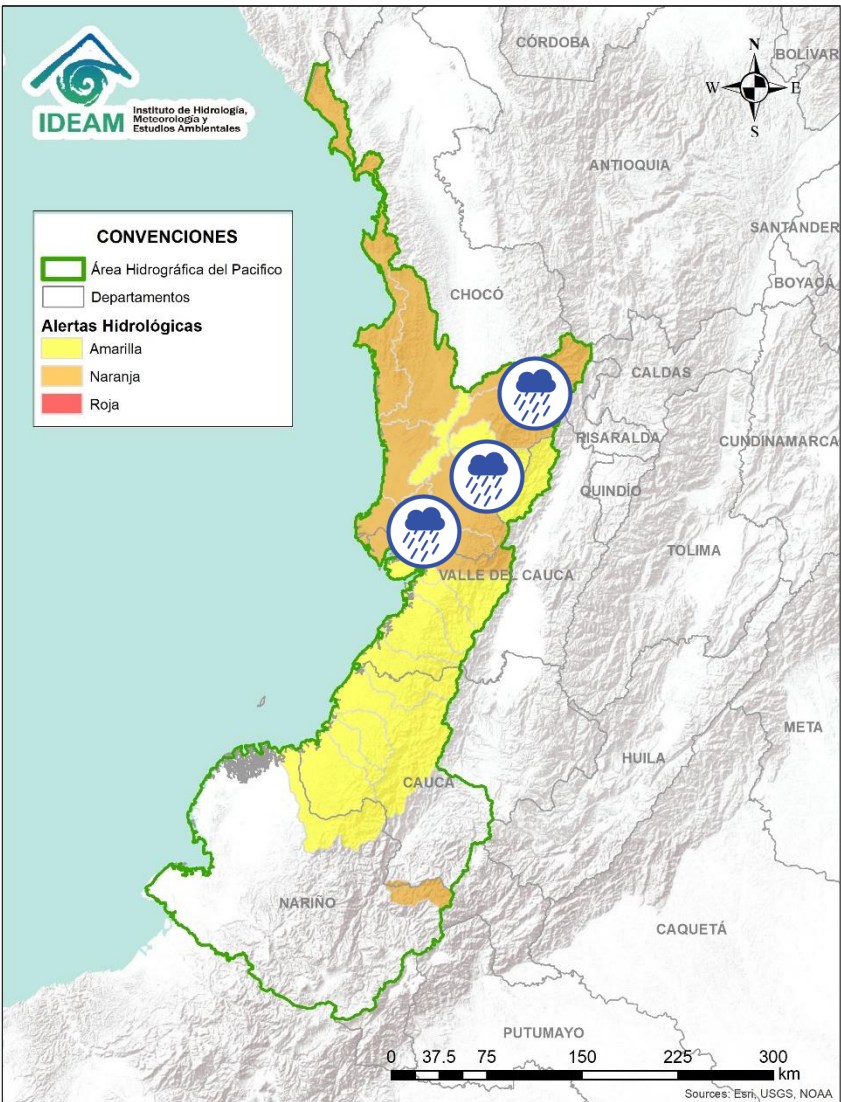 IDEAM
Instituto de Hidrología,
Meteorología y
Estudios Ambientales
N
W
E
S
CONVENCIONES
Área Hidrográfica del Pacifico
Departamentos
Alertas Hidrológicas
Amarilla
Naranja
Roja
CÓRDOBA
BOLÍVAR
ANTIOQUIA
SANTANDER
BOYACÁ
CHOCÓ
CALDAS
RISARALDA
CUNDINAMARCA
QUINDÍO
TOLIMA
VALLE DEL CAUCA
META
HUILA
CAUCA
NARIÑO
CAQUETÁ
PUTUMAYO
0 37.5 75 150 225 300
km
Sources: Esri, USGS, NOAA